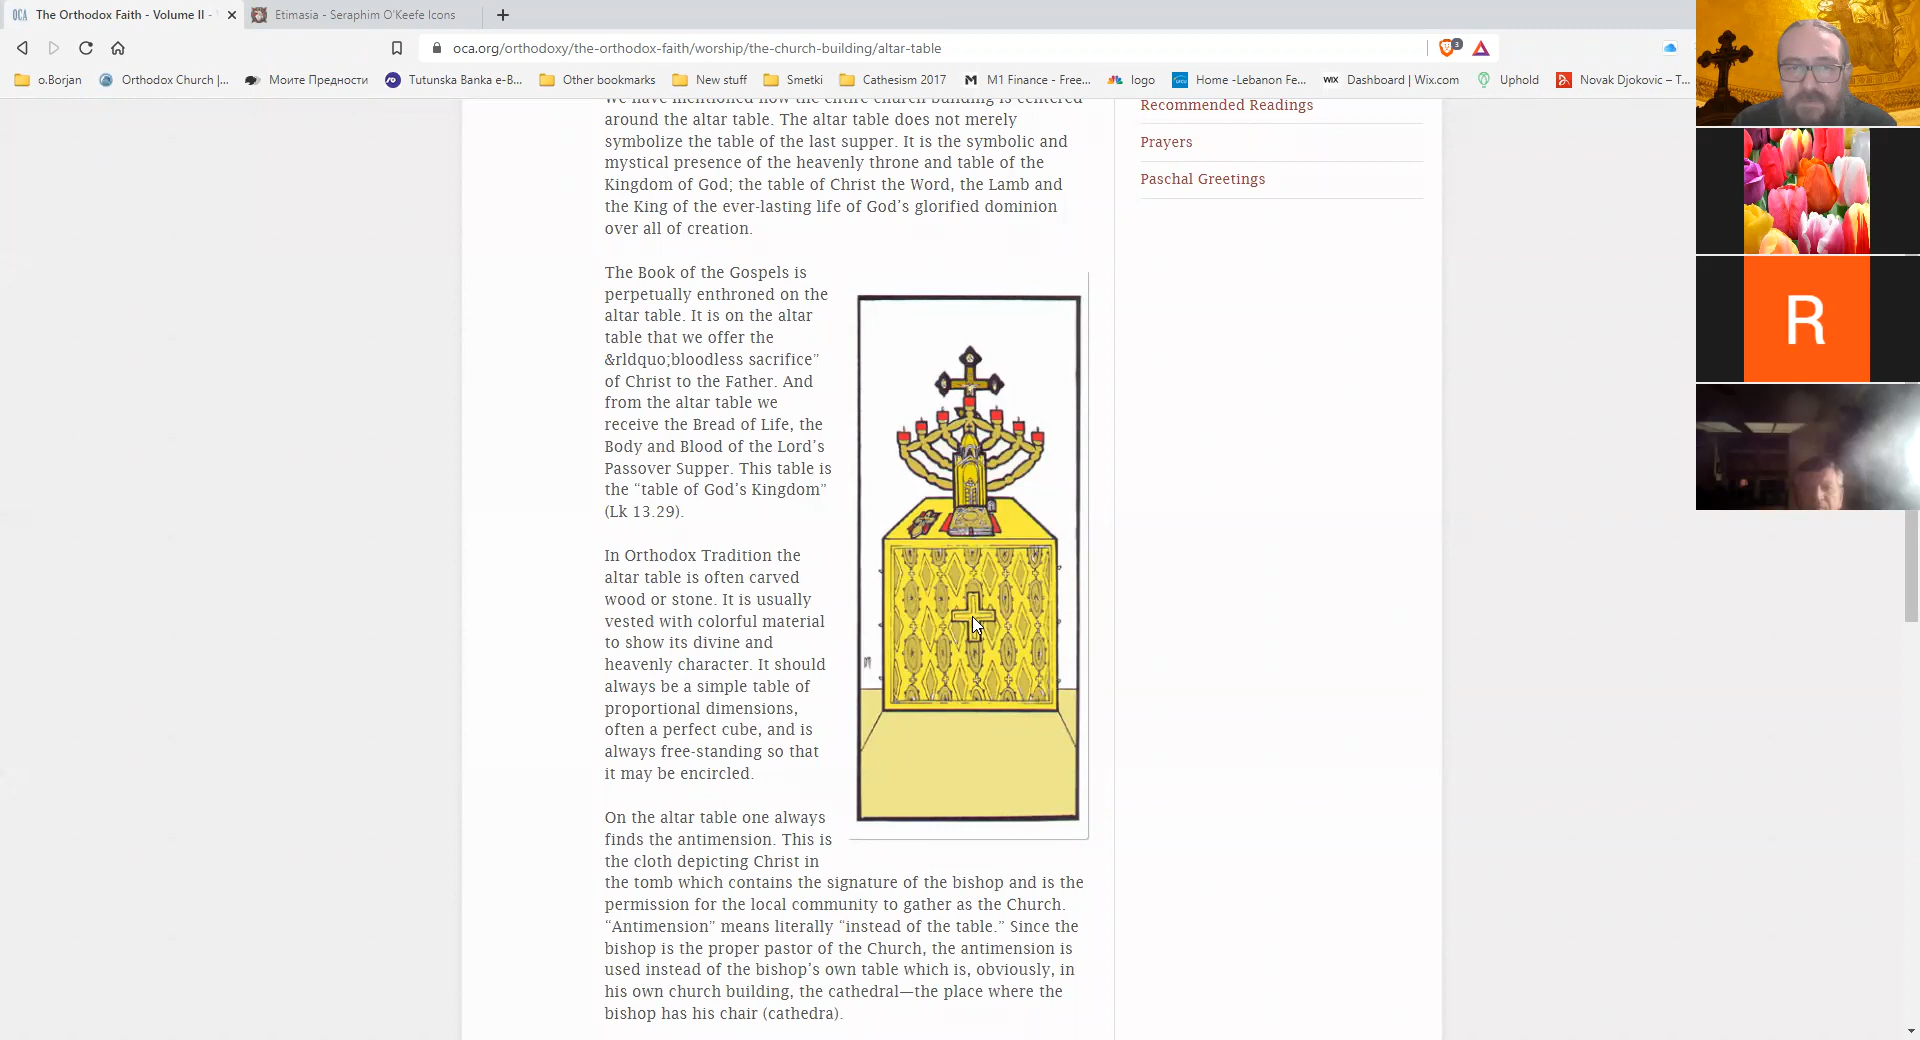 OCA The Orthodox Faith - Volume II -
Etimasia - Seraphim O'Keefe Icons
oca.org/orthodoxy/the-orthodox-faith/worship/the-church-building/altar-table
3
o.Borjan
Orthodox Church |...
Моите Предности
Tutunska Banka e-B...
Other bookmarks
New stuff
Smetki
Cathesism 2017
M M1 Finance - Free...
logo
Home -Lebanon Fe...
WIX Dashboard | Wix.com
Uphold
Novak Djokovic – T...
We have mentioned how the entire church building is centered
around the altar table. The altar table does not merely
symbolize the table of the last supper. It is the symbolic and
mystical presence of the heavenly throne and table of the
Kingdom of God; the table of Christ the Word, the Lamb and
the King of the ever-lasting life of God’s glorified dominion
over all of creation.
The Book of the Gospels is
perpetually enthroned on the
altar table. It is on the altar
table that we offer the
&rldquo;bloodless sacrifice”
of Christ to the Father. And
from the altar table we
receive the Bread of Life, the
Body and Blood of the Lord’s
Passover Supper. This table is
the “table of God’s Kingdom”
(Lk 13.29).
In Orthodox Tradition the
altar table is often carved
wood or stone. It is usually
vested with colorful material
to show its divine and
heavenly character. It should
always be a simple table of
proportional dimensions,
often a perfect cube, and is
always free-standing so that
it may be encircled.
On the altar table one always
finds the antimension. This is
the cloth depicting Christ in
the tomb which contains the signature of the bishop and is the
permission for the local community to gather as the Church.
“Antimension” means literally “instead of the table.” Since the
bishop is the proper pastor of the Church, the antimension is
used instead of the bishop’s own table which is, obviously, in
his own church building, the cathedral—the place where the
bishop has his chair (cathedra).
Recommended Readings
Prayers
Paschal Greetings
R